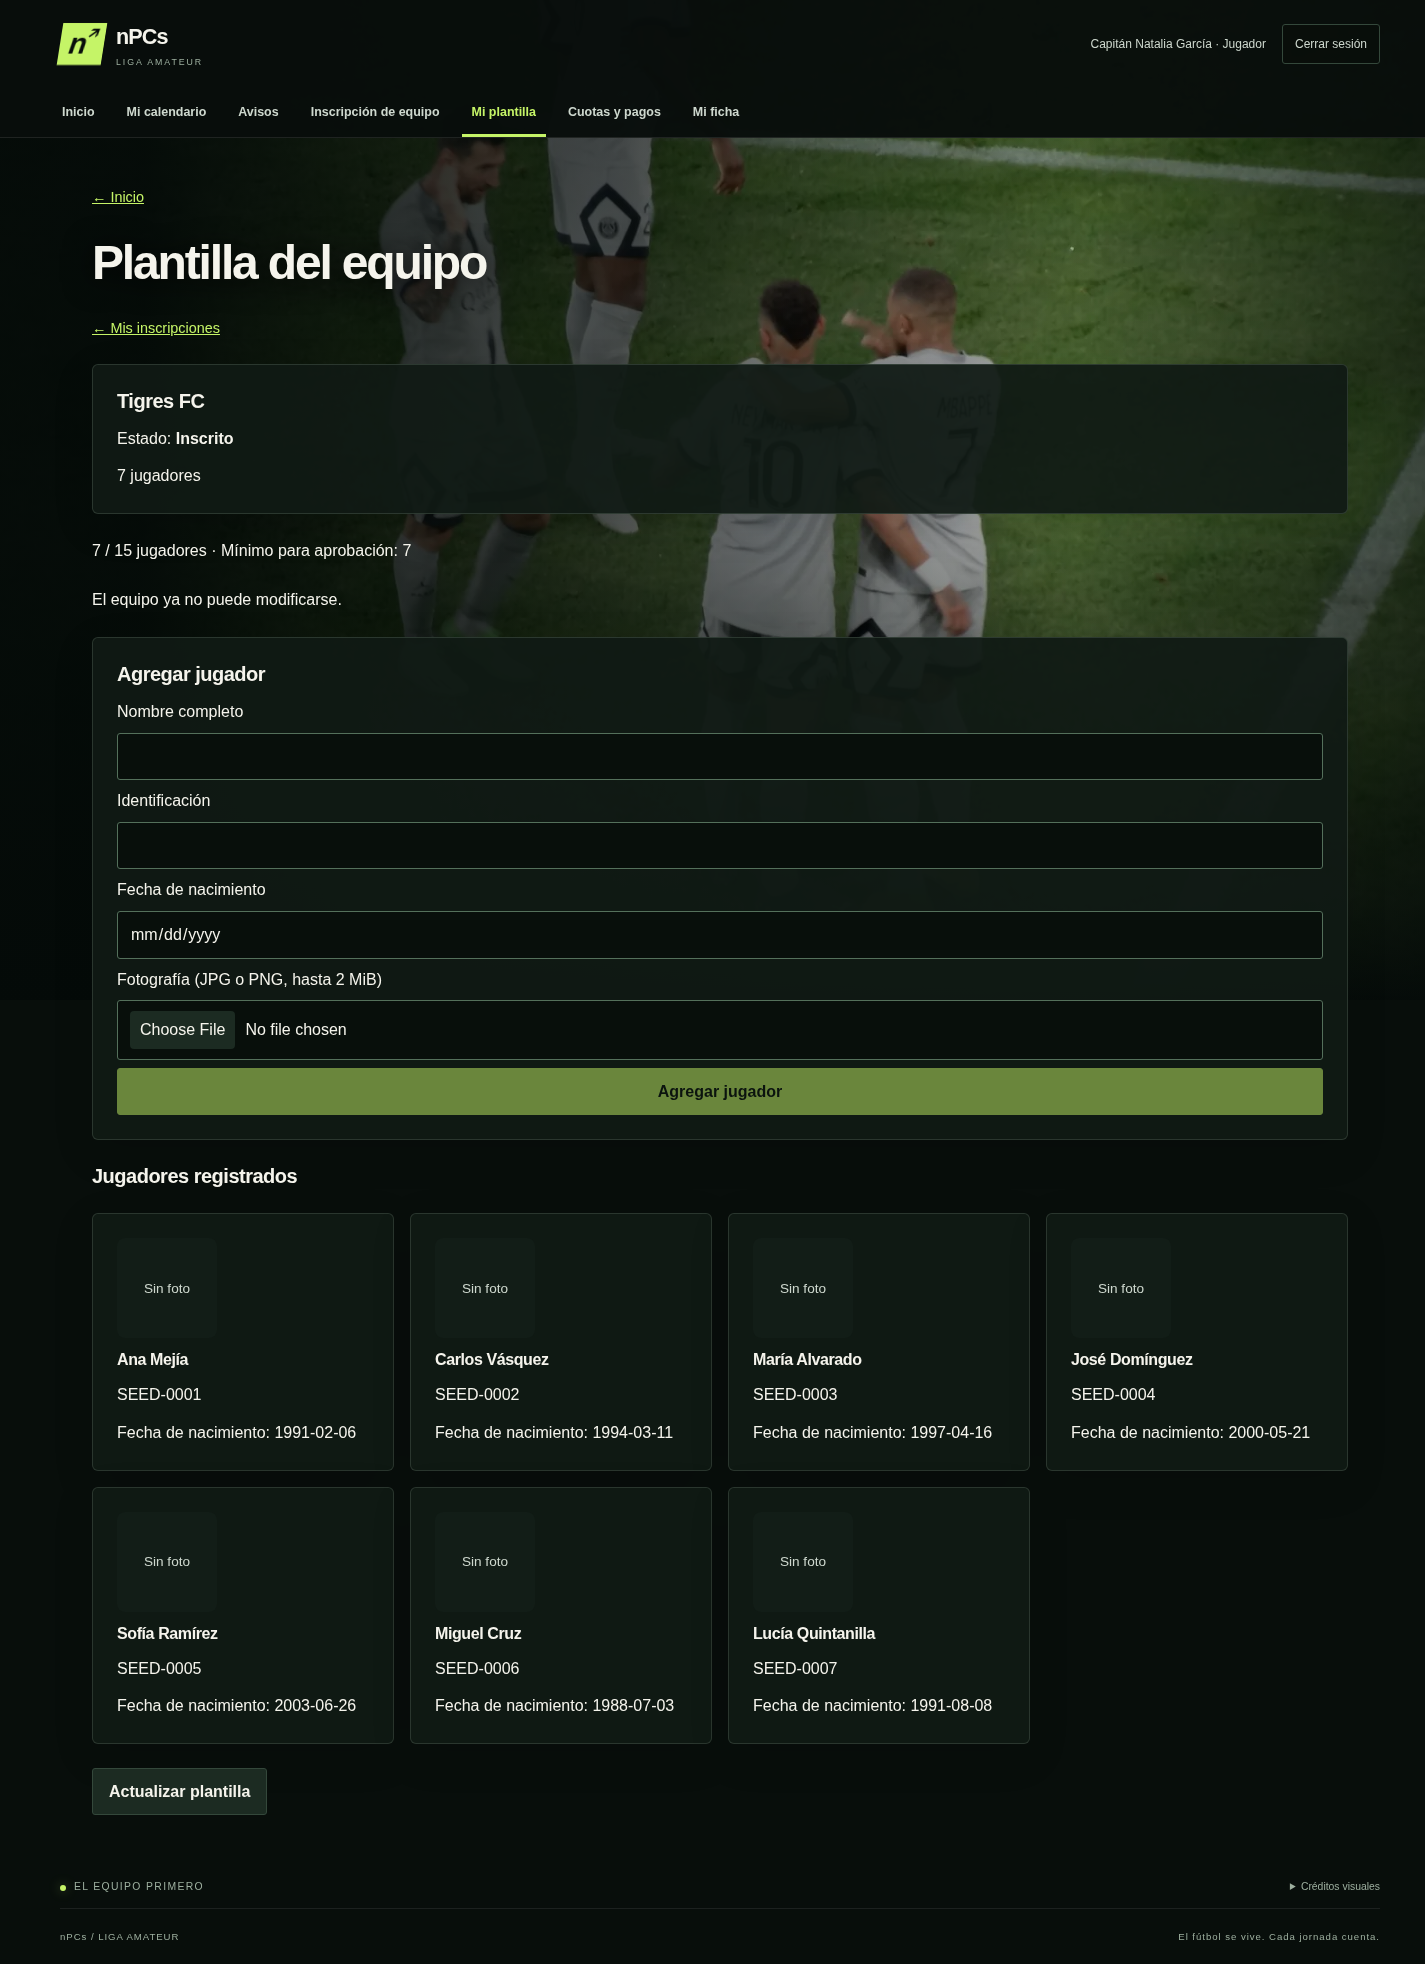 n
nPCs
LIGA AMATEUR
Capitán Natalia García · Jugador
Cerrar sesión
Inicio
Mi calendario
Avisos
Inscripción de equipo
Mi plantilla
Cuotas y pagos
Mi ficha
← Inicio
Plantilla del equipo
← Mis inscripciones
Tigres FC
Estado: Inscrito
7 jugadores
10
7
7 / 15 jugadores · Mínimo para aprobación: 7
El equipo ya no puede modificarse.
Agregar jugador
Nombre completo
Identificación
Fecha de nacimiento
mm/dd/yyyy
Fotografía (JPG o PNG, hasta 2 MiB)
Choose File No file chosen
Agregar jugador
Jugadores registrados
Sin foto
Ana Mejía
SEED-0001
Fecha de nacimiento: 1991-02-06
Sin foto
Carlos Vásquez
SEED-0002
Fecha de nacimiento: 1994-03-11
Sin foto
María Alvarado
SEED-0003
Fecha de nacimiento: 1997-04-16
Sin foto
José Domínguez
SEED-0004
Fecha de nacimiento: 2000-05-21
Sin foto
Sofía Ramírez
SEED-0005
Fecha de nacimiento: 2003-06-26
Sin foto
Miguel Cruz
SEED-0006
Fecha de nacimiento: 1988-07-03
Sin foto
Lucía Quintanilla
SEED-0007
Fecha de nacimiento: 1991-08-08
Actualizar plantilla
EL EQUIPO PRIMERO
▶ Créditos visuales
nPCs / LIGA AMATEUR
El fútbol se vive. Cada jornada cuenta.